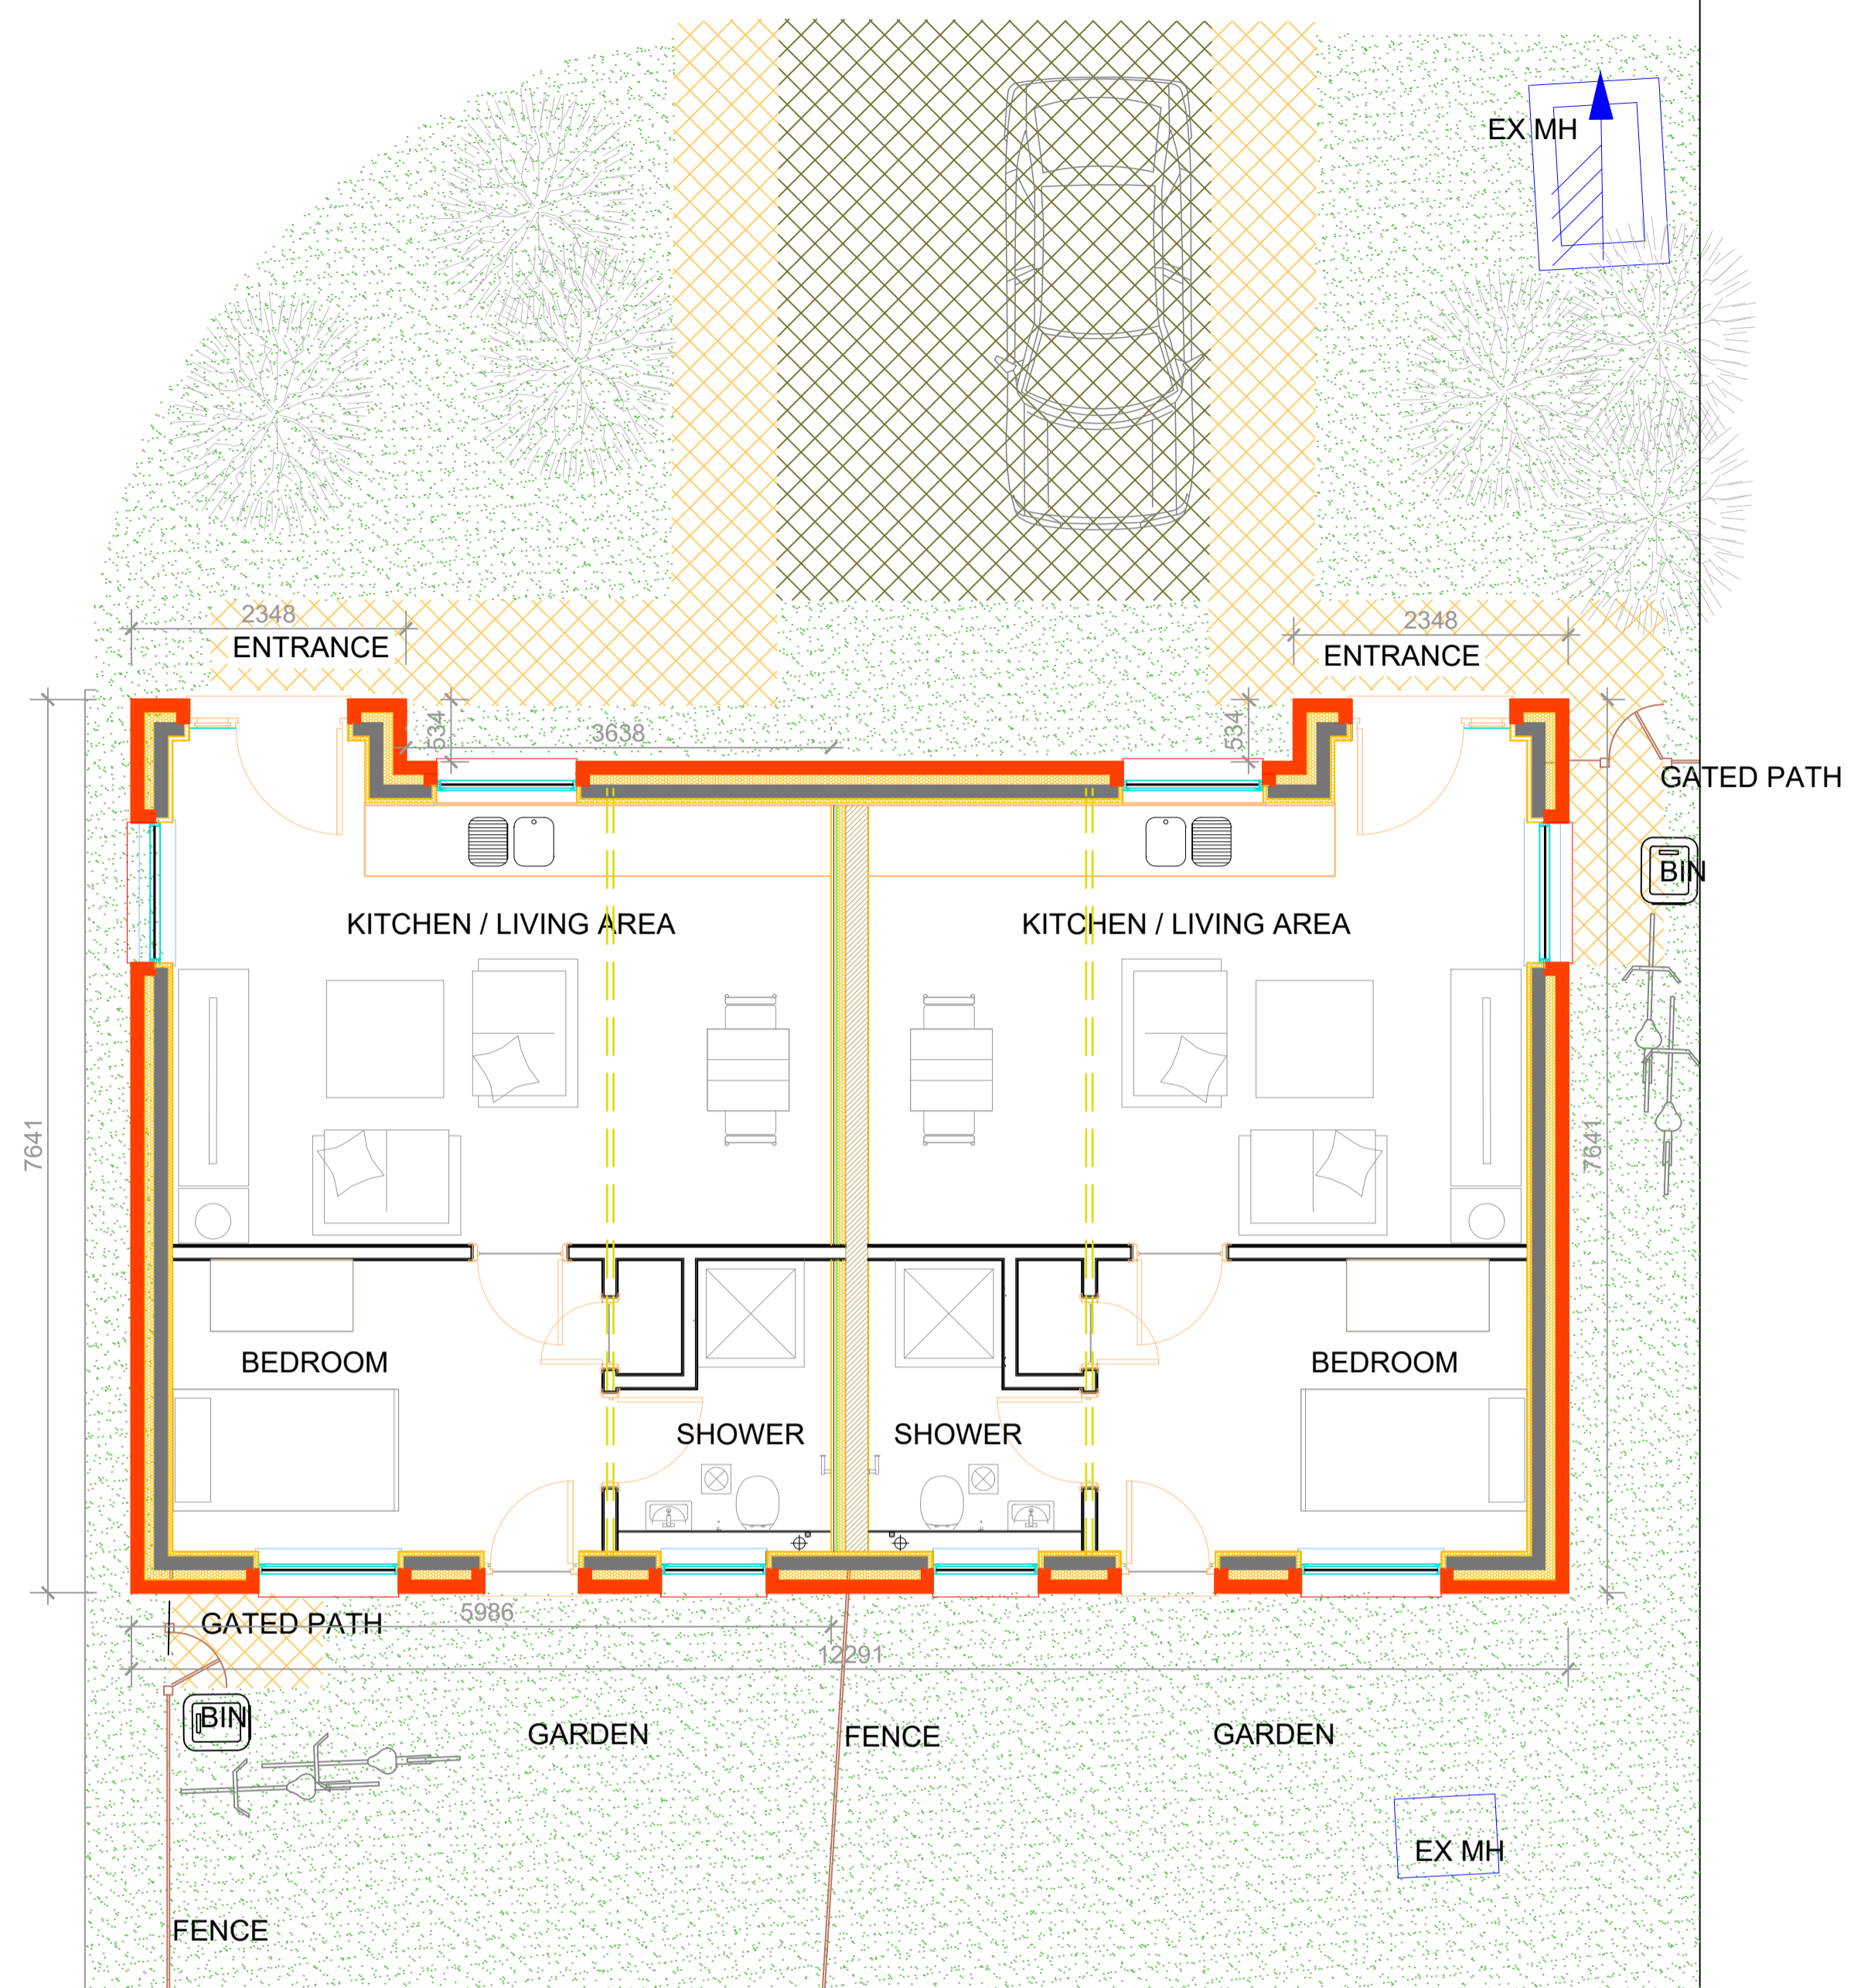 EX MH
2348
2348
ENTRANCE
ENTRANCE
534
3638
534
GATED PATH
BIN
KITCHEN / LIVING AREA
KITCHEN / LIVING AREA
7641
7641
BEDROOM
BEDROOM
SHOWER
SHOWER
GATED PATH
5986
12291
BIN
GARDEN
FENCE
GARDEN
EX MH
FENCE